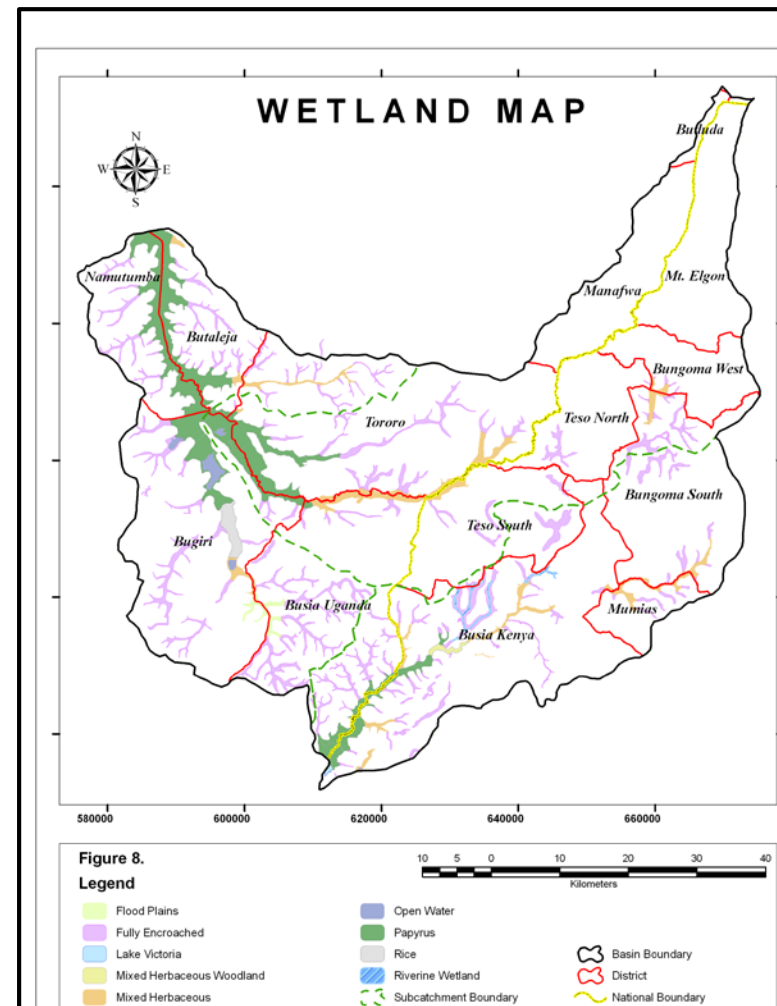 WETLAND MAP
N
W E
S
Bududa
Namutumba
Manafwa
Mt. Elgon
Butaleja
Bungoma West
Tororo
Teso North
Bungoma South
Bugiri
Teso South
Busia Uganda
Mumias
Busia Kenya
580000 600000 620000 640000 660000
Figure 8.
10 5 0 10 20 30 40
Kilometers
Legend
Flood Plains
Fully Encroached
Lake Victoria
Mixed Herbaceous Woodland
Mixed Herbaceous
Open Water
Papyrus
Rice
Riverine Wetland
Subcatchment Boundary
Basin Boundary
District
National Boundary